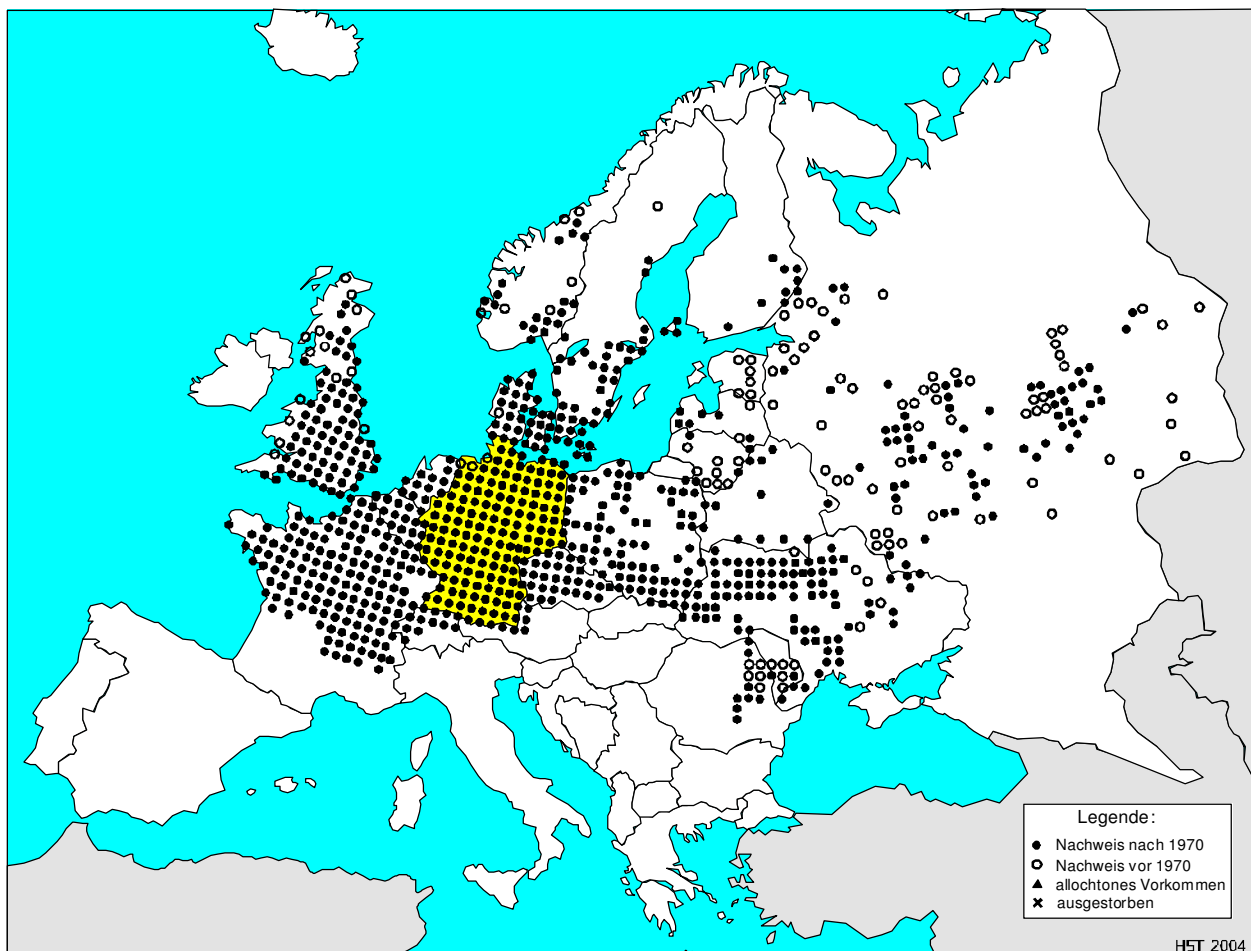 Legende:
Nachweis nach 1970
Nachweis vor 1970
allochtones Vorkommen
ausgestorben
HST 2004